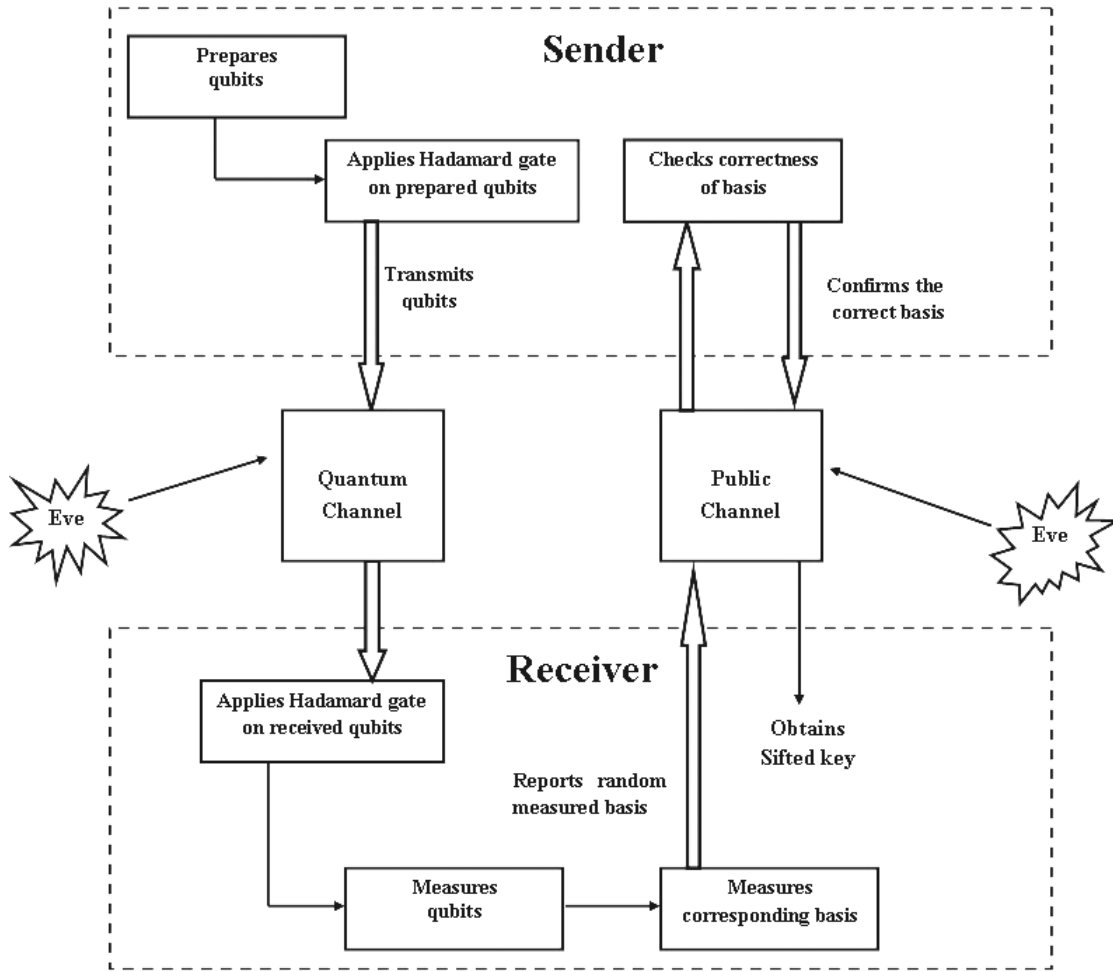 Sender
Prepares
qubits
Applies Hadamard gate
on prepared qubits
Checks correctness
of basis
Transmits
qubits
Confirms the
correct basis
Quantum
Channel
Public
Channel
Eve
Eve
Receiver
Applies Hadamard gate
on received qubits
Obtains
Sifted key
Reports random
measured basis
Measures
qubits
Measures
corresponding basis